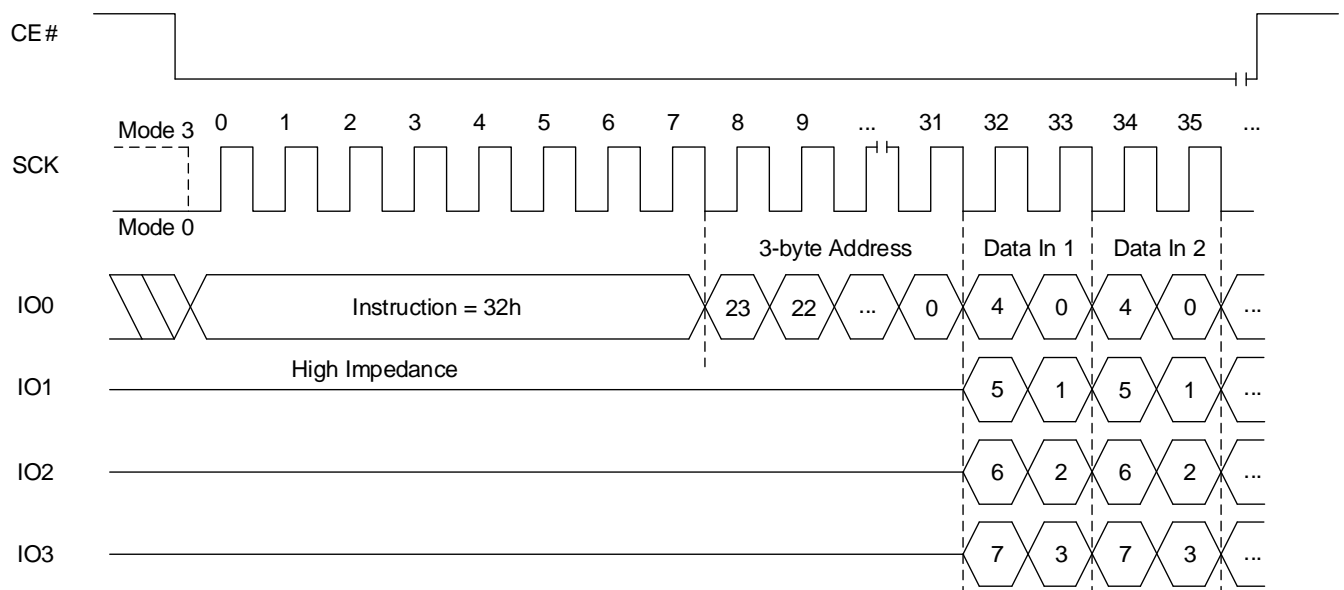 CE#
Mode 3 0 1 2 3 4 5 6 7 8 9 ... 31 32 33 34 35 ...
SCK
Mode 0
3-byte Address Data In 1 Data In 2
IO0 Instruction = 32h 23 22 ... 0 4 0 4 0 ...
High Impedance
IO1 5 1 5 1 ...
IO2 6 2 6 2 ...
IO3 7 3 7 3 ...